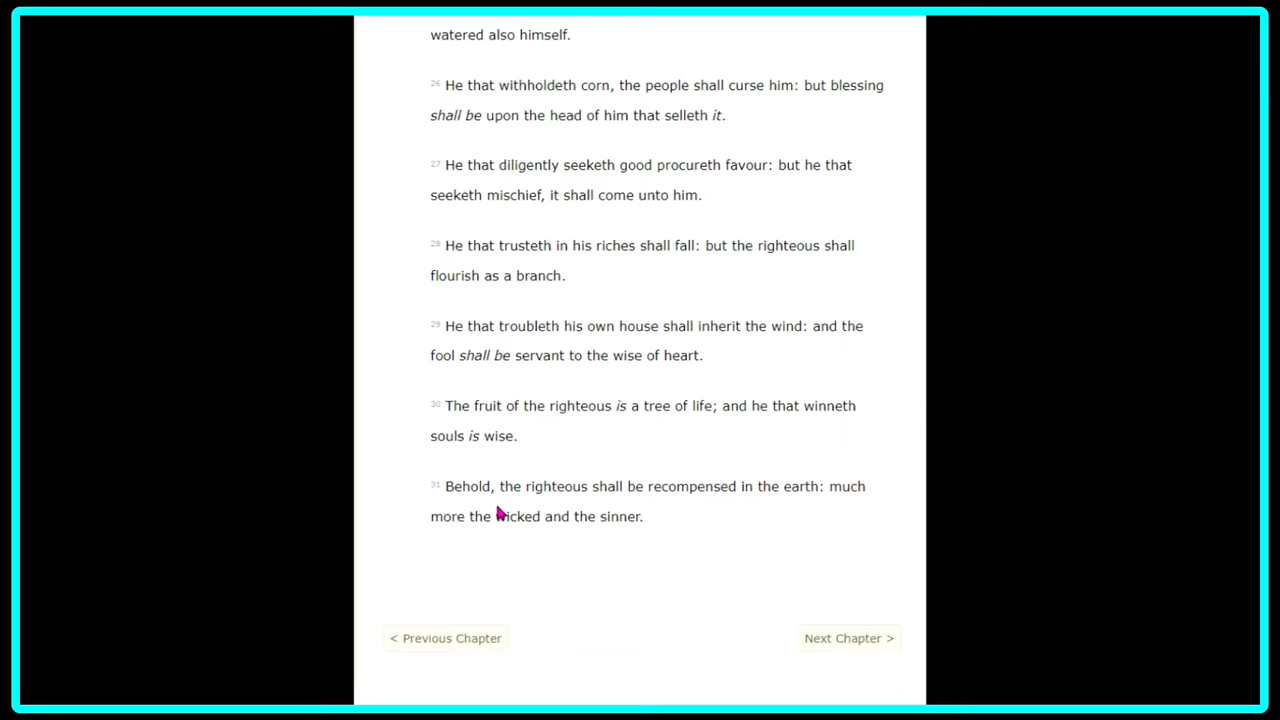 watered also himself.
26 He that withholdeth corn, the people shall curse him: but blessing
shall be upon the head of him that selleth it.
27 He that diligently seeketh good procureth favour: but he that
seeketh mischief, it shall come unto him.
28 He that trusteth in his riches shall fall: but the righteous shall
flourish as a branch.
29 He that troubleth his own house shall inherit the wind: and the
fool shall be servant to the wise of heart.
30 The fruit of the righteous is a tree of life; and he that winneth
souls is wise.
31 Behold, the righteous shall be recompensed in the earth: much
more the wicked and the sinner.
< Previous Chapter
Next Chapter >